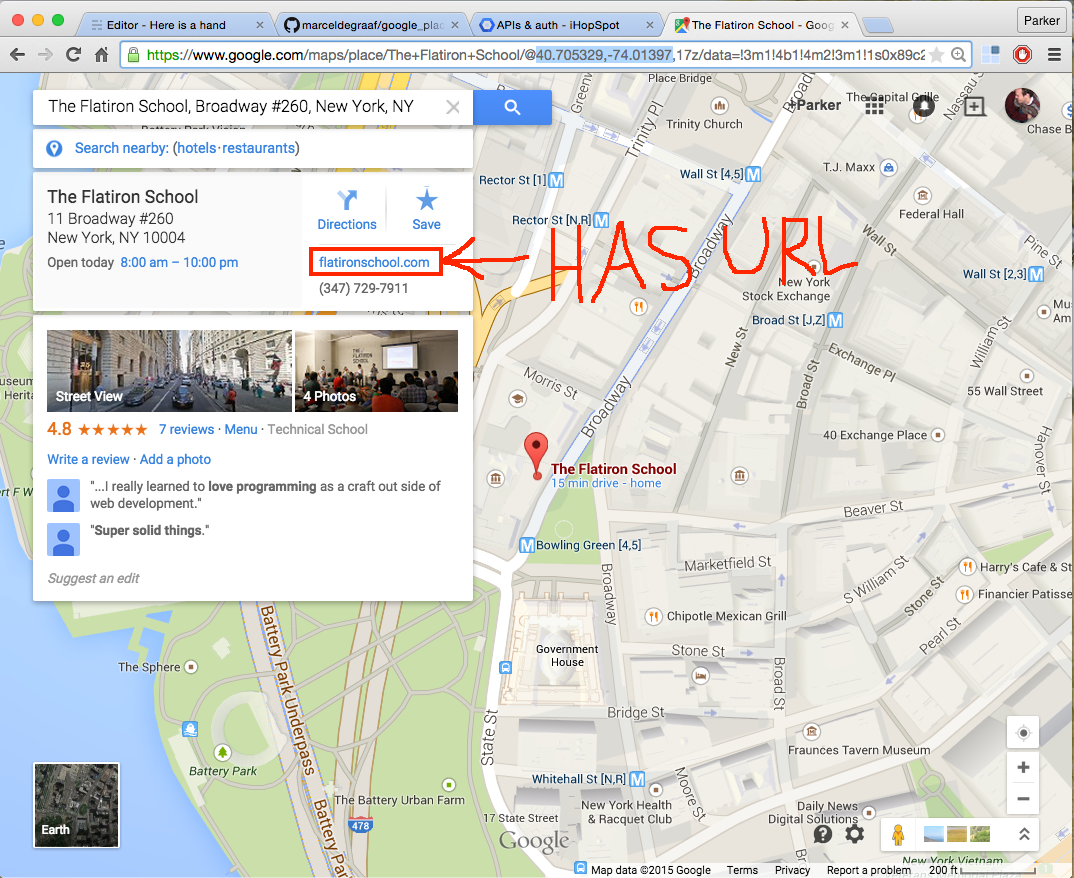 Parker
Editor - Here is a hand
marceldegraaf/google_plac
APIs & auth - iHopSpot
The Flatiron School - Goog
https://www.google.com/maps/place/The+Flatiron+School/@40.705329,-74.01397,17z/data=!3m1!4b1!4m2!3m1!1s0x89c2
The Flatiron School, Broadway #260, New York, NY
Search nearby: (hotels·restaurants)
The Flatiron School
11 Broadway #260
New York, NY 10004
Open today 8:00 am – 10:00 pm
Directions
Save
flatironschool.com
(347) 729-7911
HAS URL
Street View
4 Photos
4.8 ★★★★★ 7 reviews · Menu · Technical School
Write a review · Add a photo
"...I really learned to love programming as a craft out side of
web development."
"Super solid things."
Suggest an edit
+Parker
Place Bridge
Greenw
Trinity Pl
Trinity Church
The Capital Grille
Nassau S
Chase B
T.J. Maxx
Rector St [1] M
Wall St [4,5] M
Federal Hall
Pine St
Rector St [N,R] M
Broadway
Wall St
Wall St [2,3] M
New York
Stock Exchange
Broad St [J,Z] M
Mus
Am
William St
New St
Broad St
Exchange Pl
55 Wall Street
Morris St
Broadway
40 Exchange Place
Hanover St
The Flatiron School
15 min drive - home
Beaver St
M Bowling Green [4,5]
Marketfield St
Broadway
S William St
Stone St
Pearl St
Harry's Cafe & St
Financier Patisse
Chipotle Mexican Grill
Government
House
Stone St
Broad St
Battery Park Underpass
The Sphere
State St
Bridge St
Fraunces Tavern Museum
Battery Park
Whitehall St [N,R] M
Moore St
The Battery Urban Farm
Battery Park Underpass
478
New York Health
& Racquet Club
17 State Street
Daily News
Digital Solutions
Earth
Google
New York Vietnam
Map data ©2015 Google Terms Privacy Report a problem 200 ft